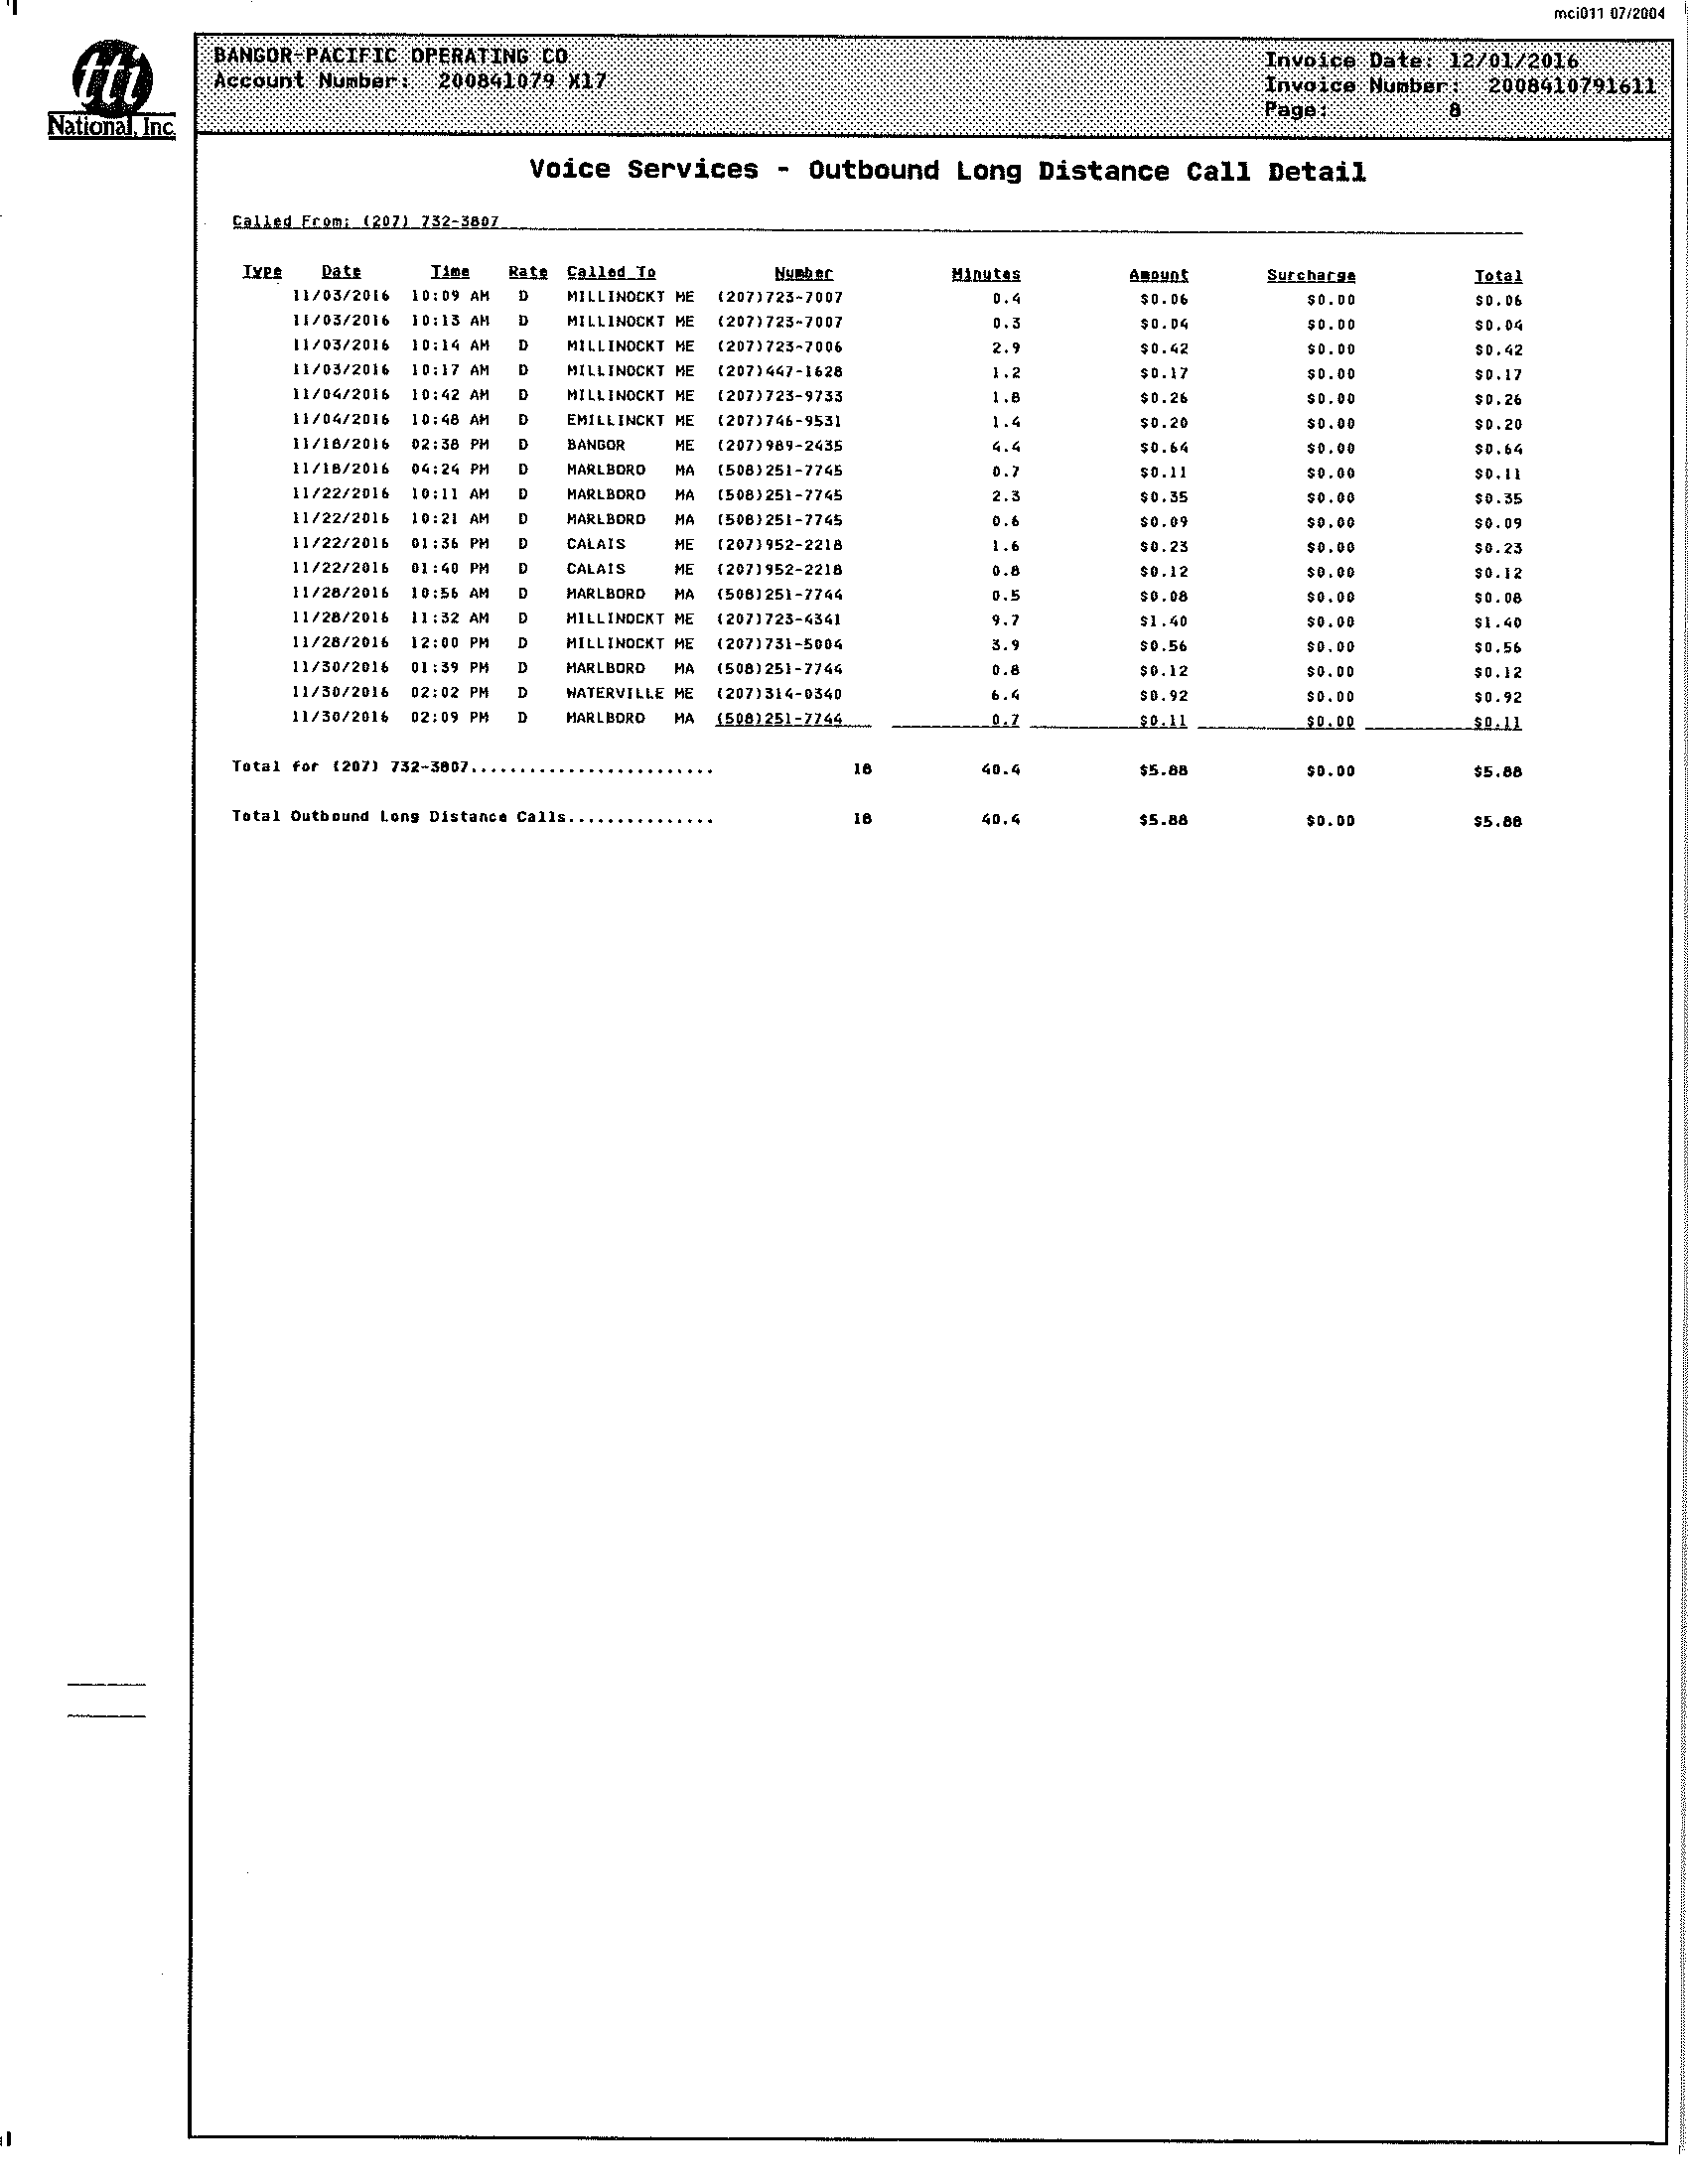 mci011 07/2004
tti
National, Inc.
BANGOR-PACIFIC OPERATING CO
Account Number: 200841079 X17
Invoice Date: 12/01/2016
Invoice Number: 2008410791611
Page: 8
Voice Services - Outbound Long Distance Call Detail
Called From: (207) 732-3807
Type Date Time Rate Called To Number Minutes Amount Surcharge Total
11/03/2016 10:09 AM D MILLINOCKT ME (207)723-7007 0.4 $0.06 $0.00 $0.06
11/03/2016 10:13 AM D MILLINOCKT ME (207)723-7007 0.3 $0.04 $0.00 $0.04
11/03/2016 10:14 AM D MILLINOCKT ME (207)723-7006 2.9 $0.42 $0.00 $0.42
11/03/2016 10:17 AM D MILLINOCKT ME (207)447-1628 1.2 $0.17 $0.00 $0.17
11/04/2016 10:42 AM D MILLINOCKT ME (207)723-9733 1.8 $0.26 $0.00 $0.26
11/04/2016 10:48 AM D EMILLINCKT ME (207)746-9531 1.4 $0.20 $0.00 $0.20
11/18/2016 02:38 PM D BANGOR ME (207)989-2435 4.4 $0.64 $0.00 $0.64
11/18/2016 04:24 PM D MARLBORO MA (508)251-7745 0.7 $0.11 $0.00 $0.11
11/22/2016 10:11 AM D MARLBORO MA (508)251-7745 2.3 $0.35 $0.00 $0.35
11/22/2016 10:21 AM D MARLBORO MA (508)251-7745 0.6 $0.09 $0.00 $0.09
11/22/2016 01:36 PM D CALAIS ME (207)952-2218 1.6 $0.23 $0.00 $0.23
11/22/2016 01:40 PM D CALAIS ME (207)952-2218 0.8 $0.12 $0.00 $0.12
11/28/2016 10:56 AM D MARLBORO MA (508)251-7744 0.5 $0.08 $0.00 $0.08
11/28/2016 11:32 AM D MILLINOCKT ME (207)723-4341 9.7 $1.40 $0.00 $1.40
11/28/2016 12:00 PM D MILLINOCKT ME (207)731-5004 3.9 $0.56 $0.00 $0.56
11/30/2016 01:39 PM D MARLBORO MA (508)251-7744 0.8 $0.12 $0.00 $0.12
11/30/2016 02:02 PM D WATERVILLE ME (207)314-0340 6.4 $0.92 $0.00 $0.92
11/30/2016 02:09 PM D MARLBORO MA (508)251-7744 0.7 $0.11 $0.00 $0.11
Total for (207) 732-3807......................... 18 40.4 $5.88 $0.00 $5.88
Total Outbound Long Distance Calls............... 18 40.4 $5.88 $0.00 $5.88